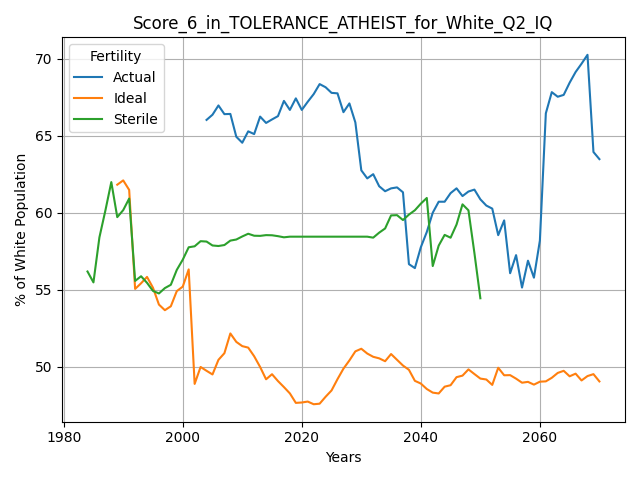 Score_6_in_TOLERANCE_ATHEIST_for_White_Q2_IQ
Fertility
Actual
Ideal
Sterile
% of White Population
70
65
60
55
50
1980
2000
2020
2040
2060
Years